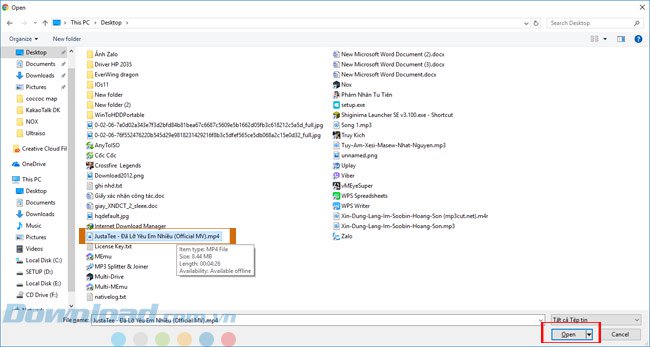 Open
This PC > Desktop
Search Desktop
Organize
New folder
Desktop
Documents
Downloads
Pictures
coccoc map
KakaoTalk DK
NOX
Ultraiso
Creative Cloud Fil
OneDrive
This PC
Desktop
Documents
Downloads
Music
Pictures
Videos
Local Disk (C:)
SETUP (D:)
Local Disk (E:)
CD Drive (F:)
Ảnh Zalo
Driver HP 2035
EverWing dragon
IOs11
New folder
New folder (2)
WinToHDDPortable
0-02-06-7e0d02a343e7f3d2bfd84b81bea67c6687c5609e5b1662d05fb3c618212c5a5d_full.jpg
0-02-06-76f552476220b545d29e9818231429216f8b3c5dfef565ce5db068a2c15e0d32_full.jpg
AnyToISO
Cốc Cốc
CrossFire Legends
Download2012.png
ghi nhớ.txt
Giấy xác nhận công tác.doc
giay_XNDCT_2_sleee.doc
hqdefault.jpg
Internet Download Manager
JustaTee - Đã Lỡ Yêu Em Nhiều (Official MV).mp4
License Key.txt
MEmu
MP3 Splitter & Joiner
Multi-Drive
Multi-MEmu
nativelog.txt
Item type: MP4 File
Size: 8.44 MB
Length: 00:04:26
Availability: Available offline
New Microsoft Word Document (2).docx
New Microsoft Word Document (3).docx
New Microsoft Word Document.docx
Nox
Phàm Nhân Tu Tiên
setup.exe
Shiginima Launcher SE v3.100.exe - Shortcut
Song 1.mp3
Truy Kich
Tuy-Am-Xesi-Masew-Nhat-Nguyen.mp3
unnamed.png
Uplay
Viber
vMEyeSuper
WPS Spreadsheets
WPS Writer
Xin-Dung-Lang-Im-Soobin-Hoang-Son (mp3cut.net).m4r
Xin-Dung-Lang-Im-Soobin-Hoang-Son.mp3
Zalo
Download.com.vn
File name:
JustaTee - Đã Lỡ Yêu Em Nhiều (Official MV).mp4
Tất cả Tệp tin
Open
Cancel